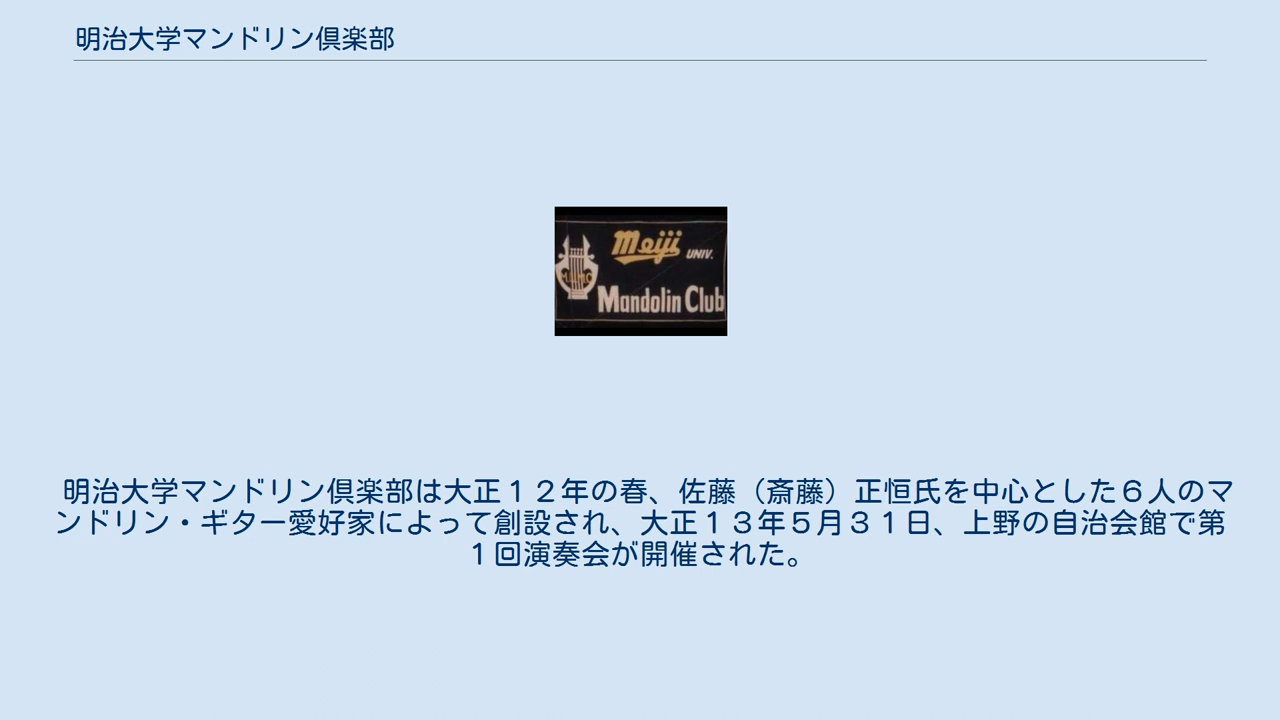 明治大学マンドリン倶楽部
Meiji UNIV.
Mandolin Club
明治大学マンドリン倶楽部は大正１２年の春、佐藤（斎藤）正恒氏を中心とした６人のマ
ンドリン・ギター愛好家によって創設され、大正１３年５月３１日、上野の自治会館で第
１回演奏会が開催された。